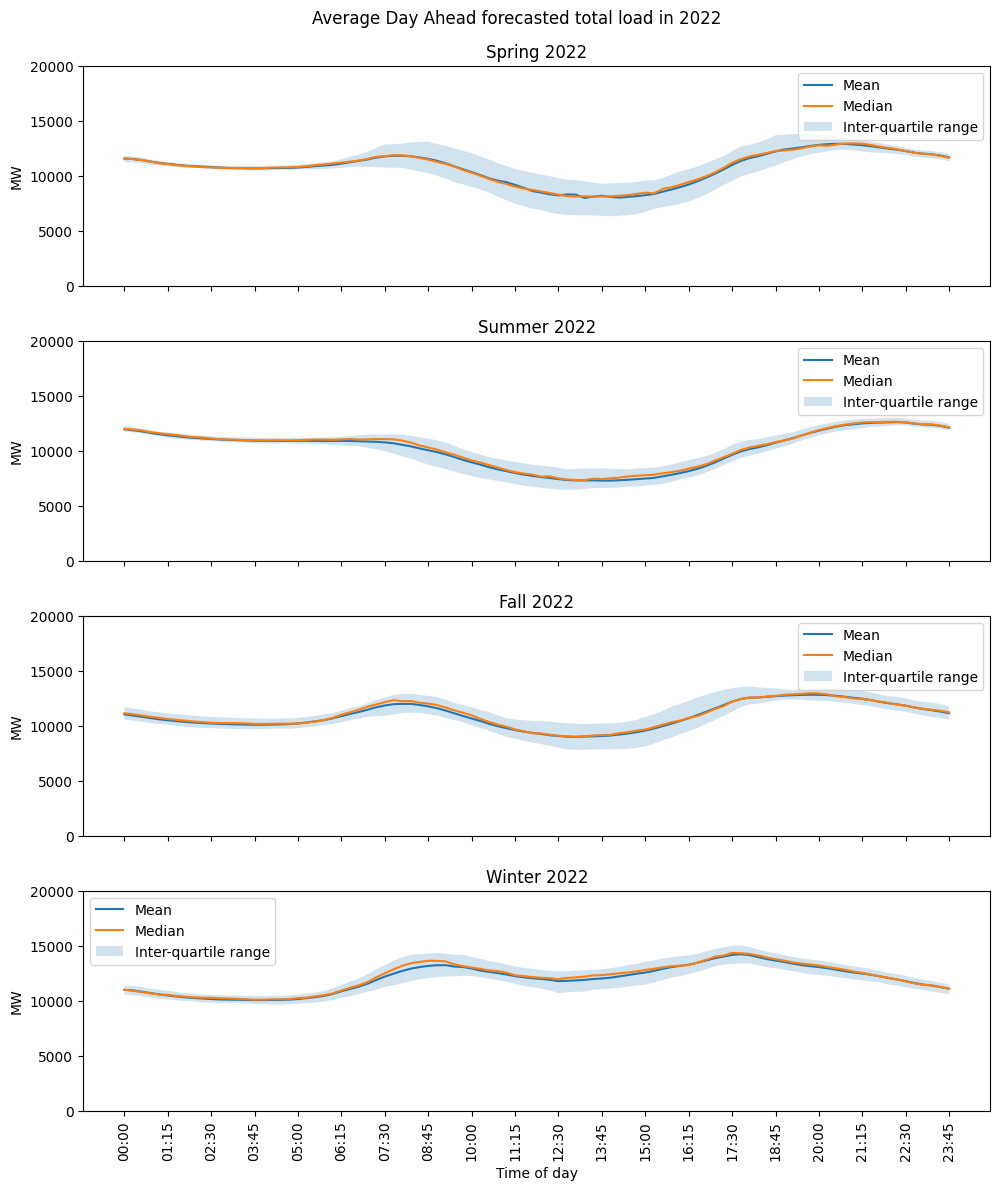 Average Day Ahead forecasted total load in 2022
Spring 2022
20000
15000
10000
5000
0
MW
Mean
Median
Inter-quartile range
Summer 2022
20000
15000
10000
5000
0
MW
Mean
Median
Inter-quartile range
Fall 2022
20000
15000
10000
5000
0
MW
Mean
Median
Inter-quartile range
Winter 2022
20000
15000
10000
5000
0
MW
Mean
Median
Inter-quartile range
00:00
01:15
02:30
03:45
05:00
06:15
07:30
08:45
10:00
11:15
12:30
13:45
15:00
16:15
17:30
18:45
20:00
21:15
22:30
23:45
Time of day